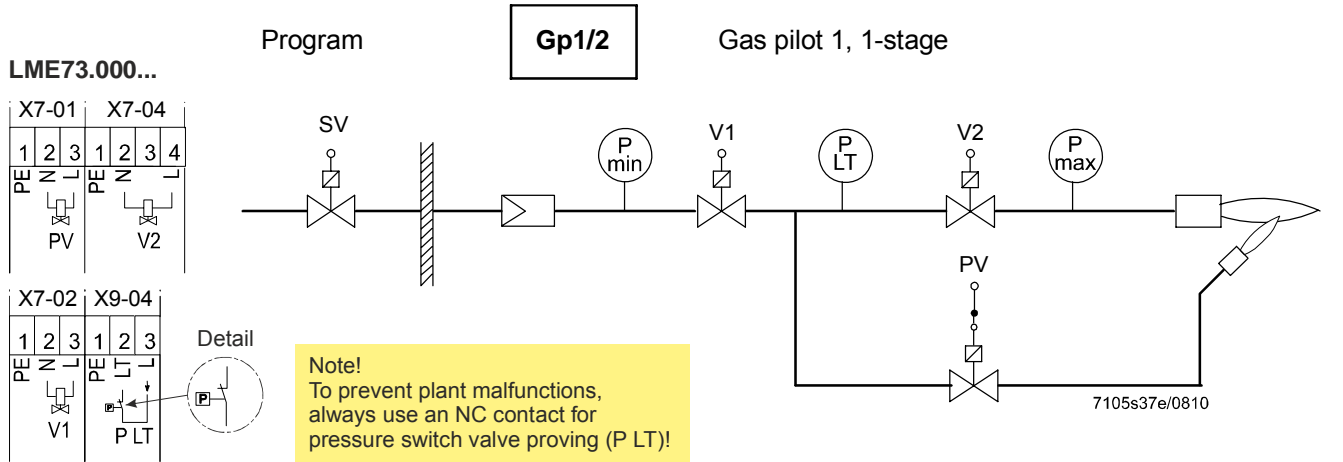 Program Gp1/2 Gas pilot 1, 1-stage
LME73.000...
X7-01 X7-04
1 2 3 1 2 3 4
PE N L PE N L
PV V2
X7-02 X9-04
1 2 3 1 2 3
PE N L PE LT L
V1 P P LT
Detail
P
Note!
To prevent plant malfunctions,
always use an NC contact for
pressure switch valve proving (P LT)!
SV
P
min
V1
P
LT
V2
P
max
PV
7105s37e/0810